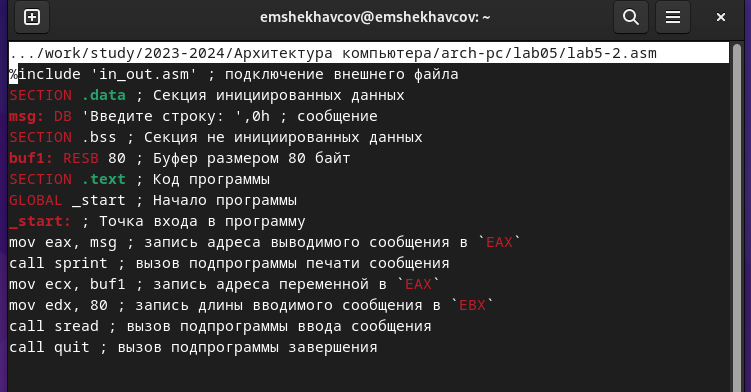 emshekhavcov@emshekhavcov: ~
.../work/study/2023-2024/Архитектура компьютера/arch-pc/lab05/lab5-2.asm
%include 'in_out.asm' ; подключение внешнего файла
SECTION .data ; Секция инициированных данных
msg: DB 'Введите строку: ',0h ; сообщение
SECTION .bss ; Секция не инициированных данных
buf1: RESB 80 ; Буфер размером 80 байт
SECTION .text ; Код программы
GLOBAL _start ; Начало программы
_start: ; Точка входа в программу
mov eax, msg ; запись адреса выводимого сообщения в `EAX`
call sprint ; вызов подпрограммы печати сообщения
mov ecx, buf1 ; запись адреса переменной в `EAX`
mov edx, 80 ; запись длины вводимого сообщения в `EBX`
call sread ; вызов подпрограммы ввода сообщения
call quit ; вызов подпрограммы завершения